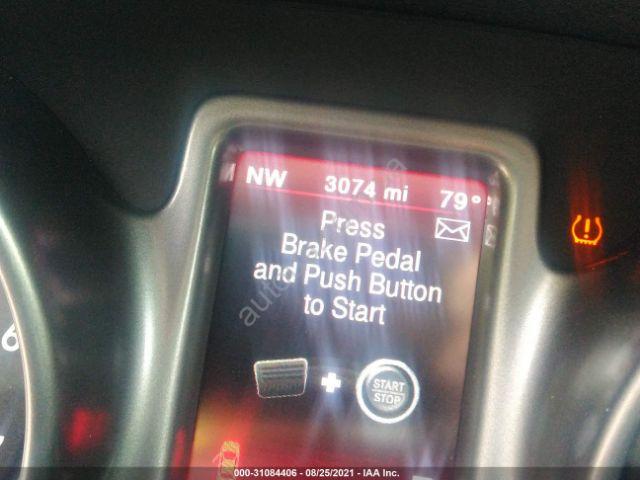 NW 3074 mi 79°
Press
Brake Pedal
and Push Button
to Start
START
STOP
6
000-31084406 - 08/25/2021 - IAA Inc.